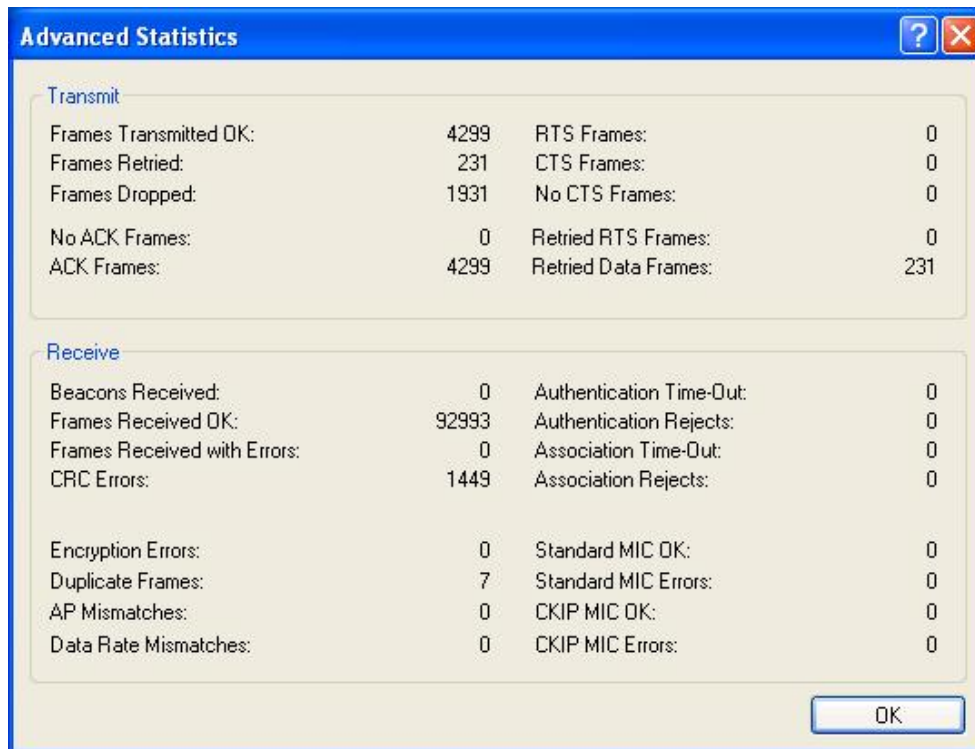 Advanced Statistics
Transmit
Frames Transmitted OK: 4299 RTS Frames: 0
Frames Retried: 231 CTS Frames: 0
Frames Dropped: 1931 No CTS Frames: 0
No ACK Frames: 0 Retried RTS Frames: 0
ACK Frames: 4299 Retried Data Frames: 231
Receive
Beacons Received: 0 Authentication Time-Out: 0
Frames Received OK: 92993 Authentication Rejects: 0
Frames Received with Errors: 0 Association Time-Out: 0
CRC Errors: 1449 Association Rejects: 0
Encryption Errors: 0 Standard MIC OK: 0
Duplicate Frames: 7 Standard MIC Errors: 0
AP Mismatches: 0 CKIP MIC OK: 0
Data Rate Mismatches: 0 CKIP MIC Errors: 0
OK